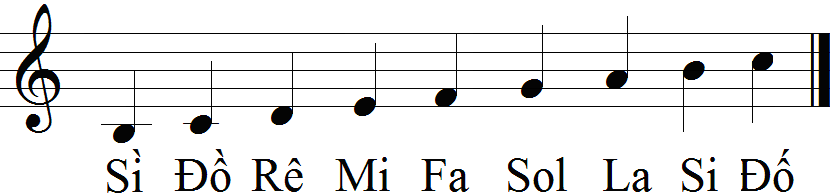 Sì Đồ Rê Mi Fa Sol La Si Đố